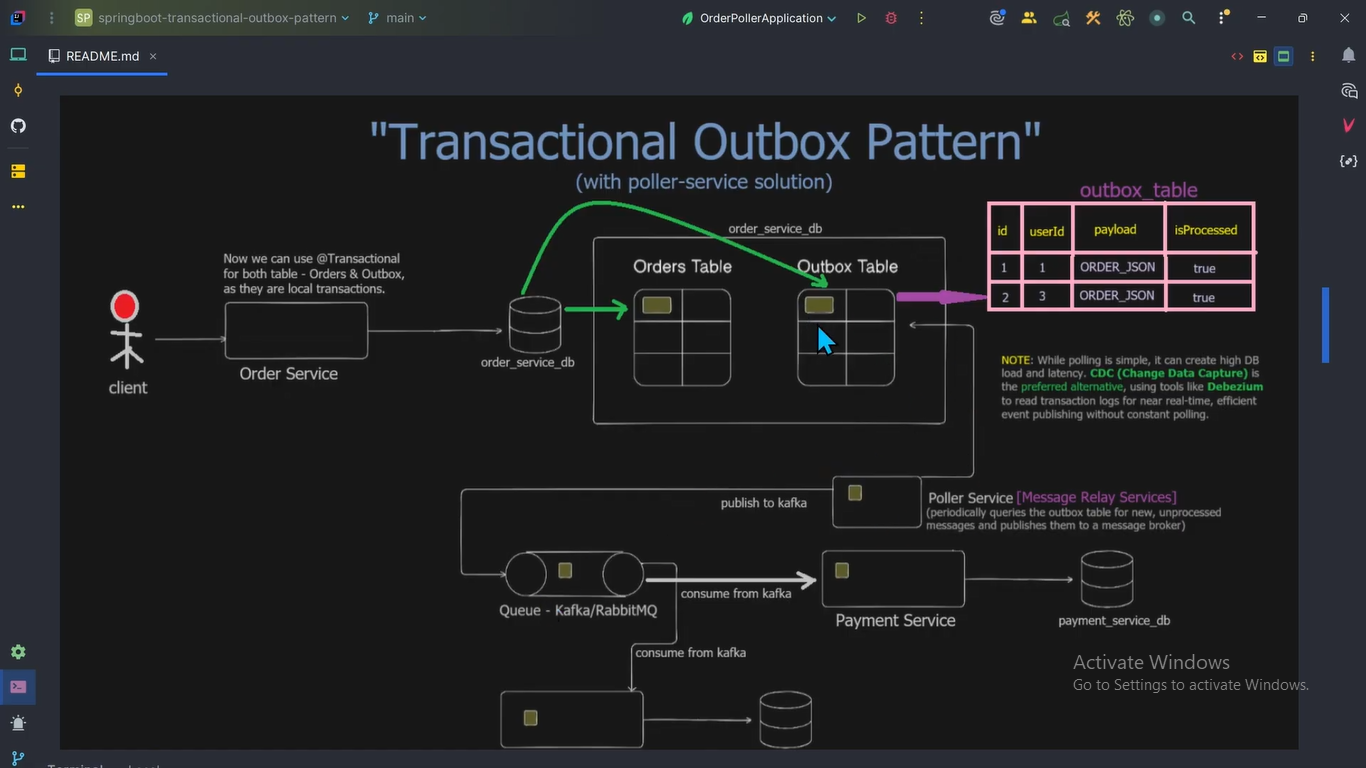 SP springboot-transactional-outbox-pattern main OrderPollerApplication
README.md
"Transactional Outbox Pattern"
(with poller-service solution)
outbox_table
id userId payload isProcessed
1 1 ORDER_JSON true
2 3 ORDER_JSON true
order_service_db
Orders Table Outbox Table
Now we can use @Transactional
for both table - Orders & Outbox,
as they are local transactions.
client
Order Service
order_service_db
NOTE: While polling is simple, it can create high DB
load and latency. CDC (Change Data Capture) is
the preferred alternative, using tools like Debezium
to read transaction logs for near real-time, efficient
event publishing without constant polling.
publish to kafka
Poller Service [Message Relay Services]
(periodically queries the outbox table for new, unprocessed
messages and publishes them to a message broker)
Queue - Kafka/RabbitMQ
consume from kafka
Payment Service
payment_service_db
consume from kafka
Activate Windows
Go to Settings to activate Windows.